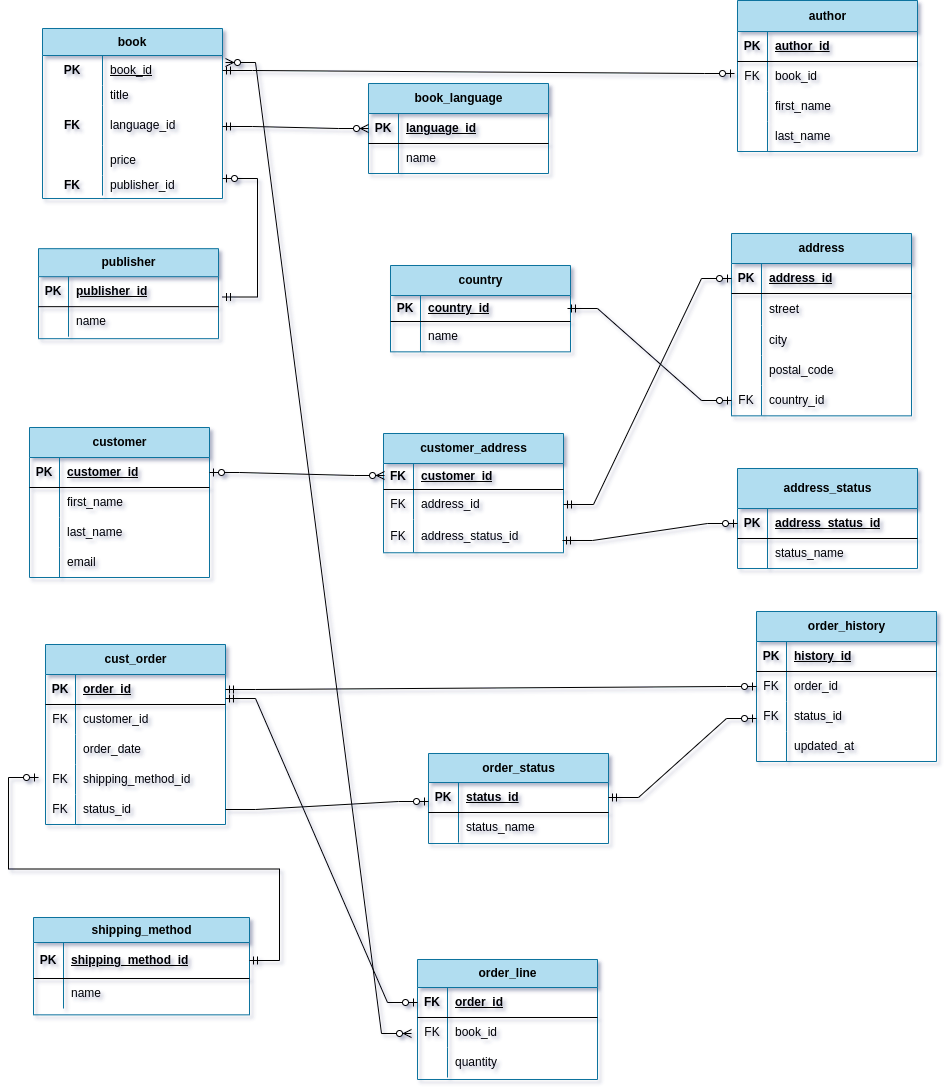 book
PK book_id
title
FK language_id
price
FK publisher_id
author
PK author_id
FK book_id
first_name
last_name
book_language
PK language_id
name
publisher
PK publisher_id
name
country
PK country_id
name
address
PK address_id
street
city
postal_code
FK country_id
customer
PK customer_id
first_name
last_name
email
customer_address
FK customer_id
FK address_id
FK address_status_id
address_status
PK address_status_id
status_name
cust_order
PK order_id
FK customer_id
order_date
FK shipping_method_id
FK status_id
order_history
PK history_id
FK order_id
FK status_id
updated_at
order_status
PK status_id
status_name
shipping_method
PK shipping_method_id
name
order_line
FK order_id
FK book_id
quantity